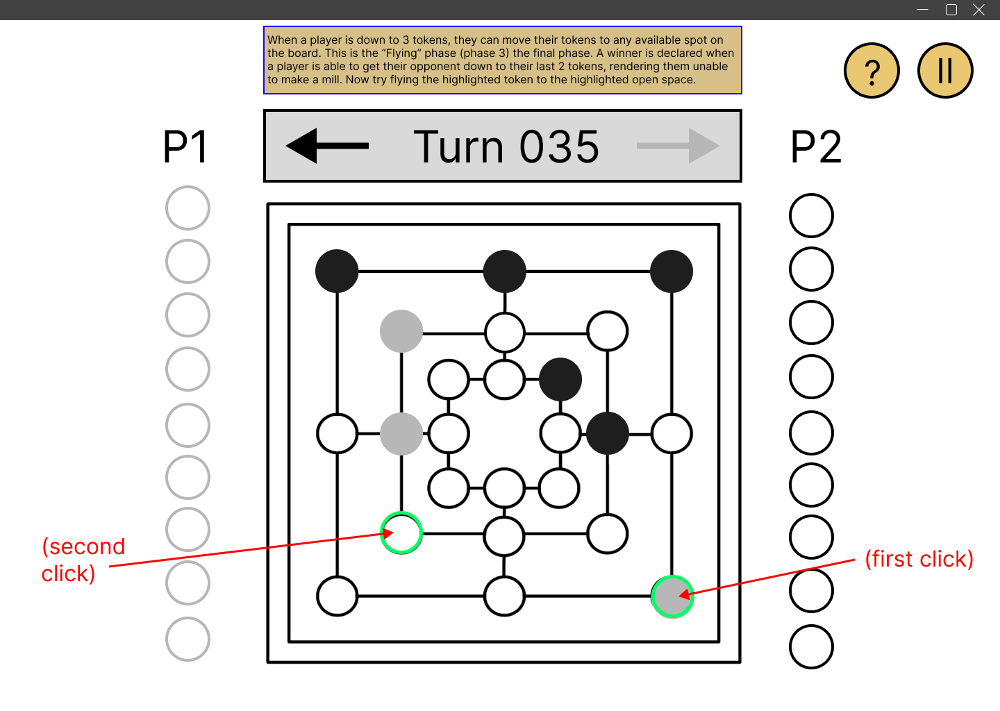 When a player is down to 3 tokens, they can move their tokens to any available spot on
the board. This is the “Flying” phase (phase 3) the final phase. A winner is declared when
a player is able to get their opponent down to their last 2 tokens, rendering them unable
to make a mill. Now try flying the highlighted token to the highlighted open space.
?
P1
Turn 035
P2
(second
click)
(first click)